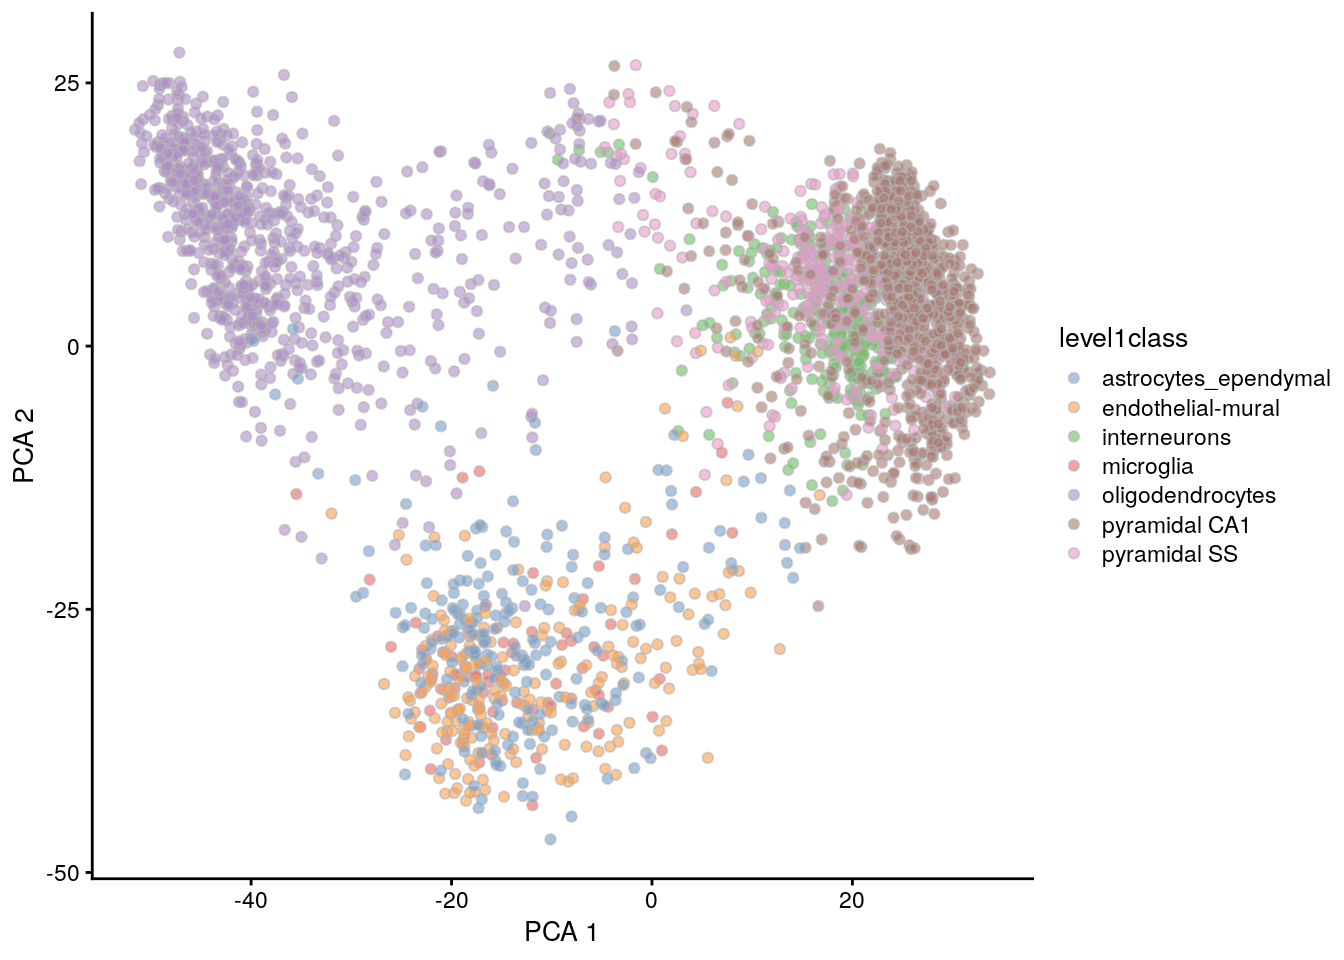 25
0
-25
-50
PCA 2
-40
-20
0
20
PCA 1
level1class
astrocytes_ependymal
endothelial-mural
interneurons
microglia
oligodendrocytes
pyramidal CA1
pyramidal SS